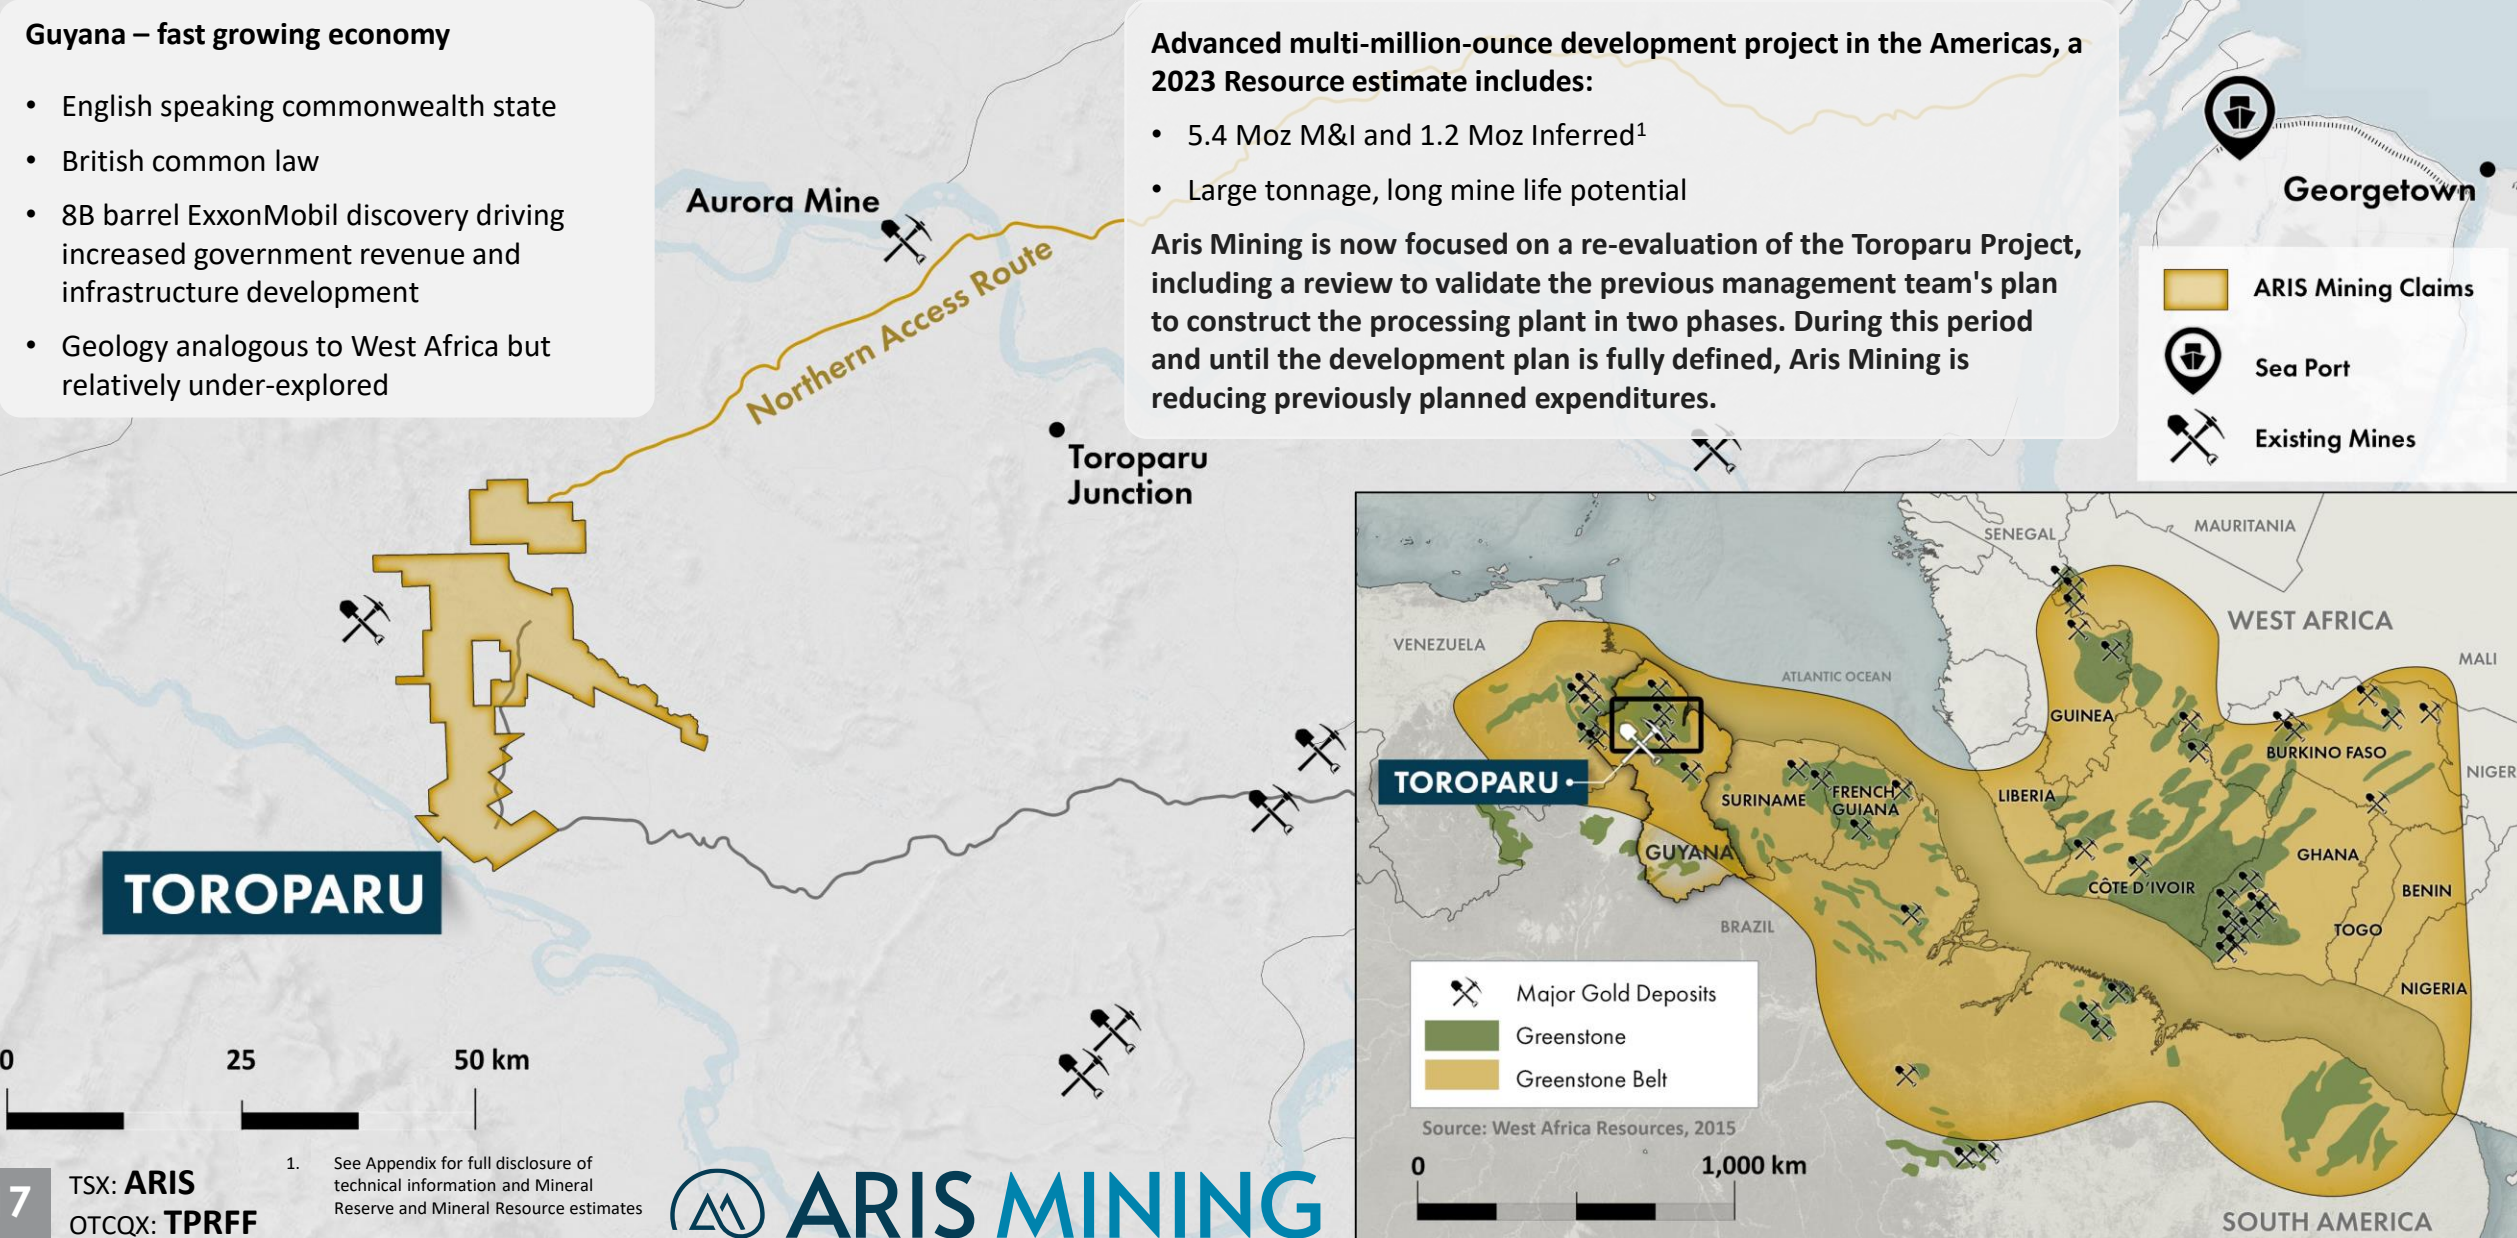 Guyana – fast growing economy
• English speaking commonwealth state
• British common law
• 8B barrel ExxonMobil discovery driving
increased government revenue and
infrastructure development
• Geology analogous to West Africa but
relatively under-explored
Advanced multi-million-ounce development project in the Americas, a
2023 Resource estimate includes:
• 5.4 Moz M&I and 1.2 Moz Inferred¹
• Large tonnage, long mine life potential
Aris Mining is now focused on a re-evaluation of the Toroparu Project,
including a review to validate the previous management team's plan
to construct the processing plant in two phases. During this period
and until the development plan is fully defined, Aris Mining is
reducing previously planned expenditures.
Georgetown
ARIS Mining Claims
Sea Port
Existing Mines
Aurora Mine
Northern Access Route
Toroparu
Junction
TOROPARU
0 25 50 km
SENEGAL
MAURITANIA
WEST AFRICA
VENEZUELA
MALI
ATLANTIC OCEAN
GUINEA
BURKINO FASO
NIGER
TOROPARU
SURINAME
FRENCH
GUIANA
LIBERIA
GUYANA
GHANA
CÔTE D'IVOIR
BENIN
BRAZIL
TOGO
NIGERIA
Major Gold Deposits
Greenstone
Greenstone Belt
Source: West Africa Resources, 2015
0 1,000 km
SOUTH AMERICA
7
TSX: ARIS
OTCQX: TPRFF
1. See Appendix for full disclosure of
technical information and Mineral
Reserve and Mineral Resource estimates
ARIS MINING